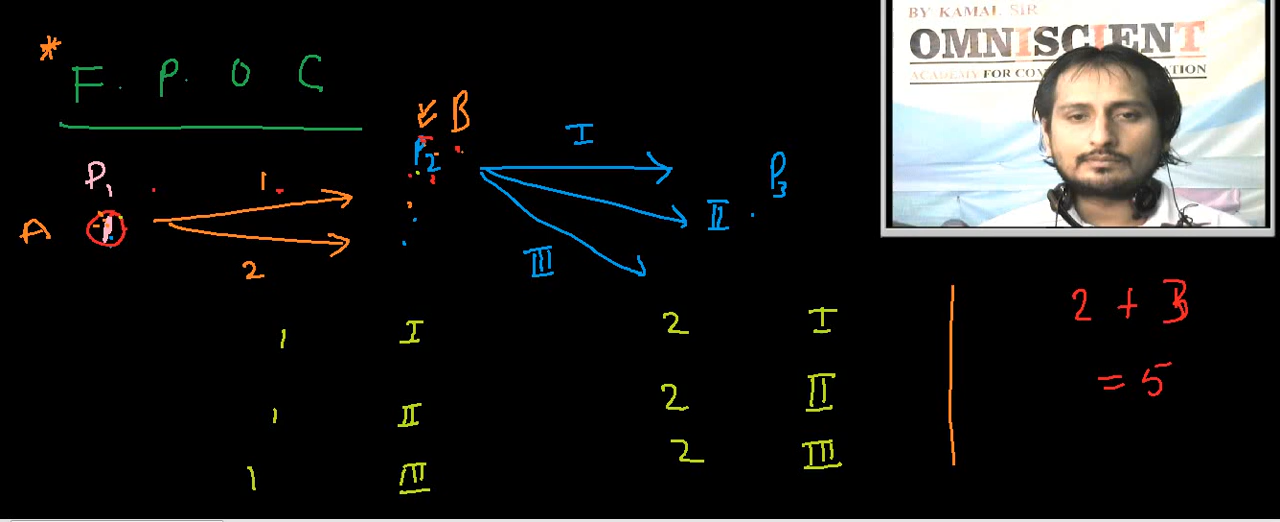 BY KAMAL SIR
OMNISCIENT
ACADEMY FOR CO
* F. P. O C
B
I
P1
1
P2
P3
A
II
2
III
1 I 2 I
1 II 2 II
1 III 2 III
2 + 3
= 5